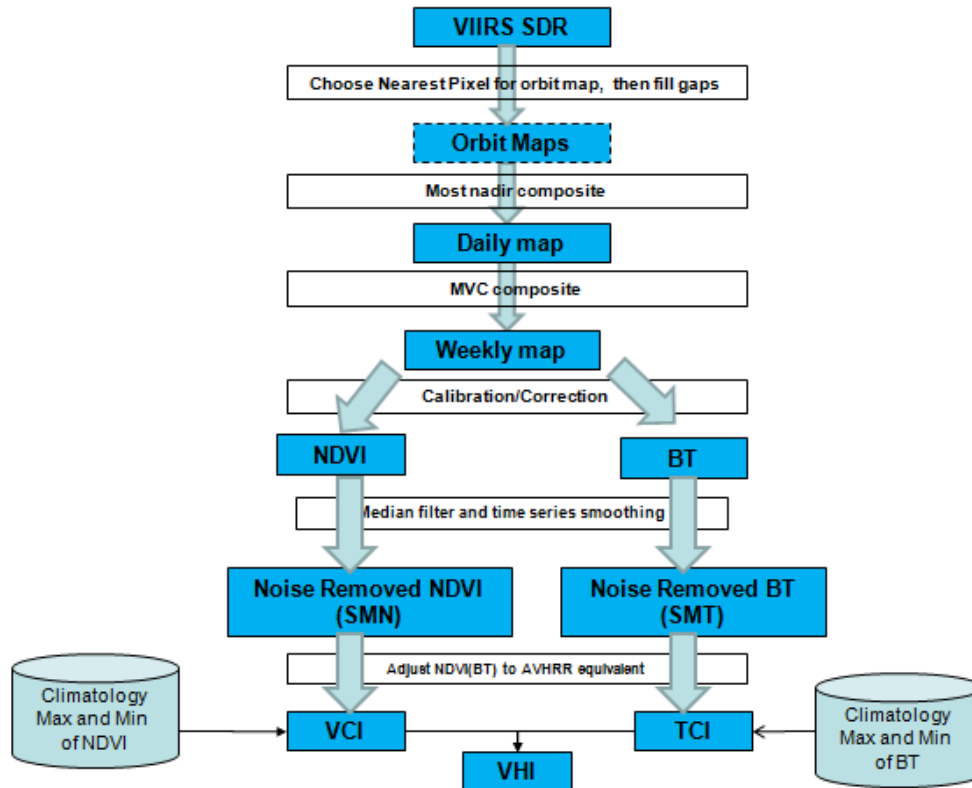 VIIRS SDR
Choose Nearest Pixel for orbit map, then fill gaps
Orbit Maps
Most nadir composite
Daily map
MVC composite
Weekly map
Calibration/Correction
NDVI
BT
Median filter and time series smoothing
Noise Removed NDVI
(SMN)
Noise Removed BT
(SMT)
Adjust NDVI(BT) to AVHRR equivalent
Climatology
Max and Min
of NDVI
VCI
TCI
Climatology
Max and Min
of BT
VHI